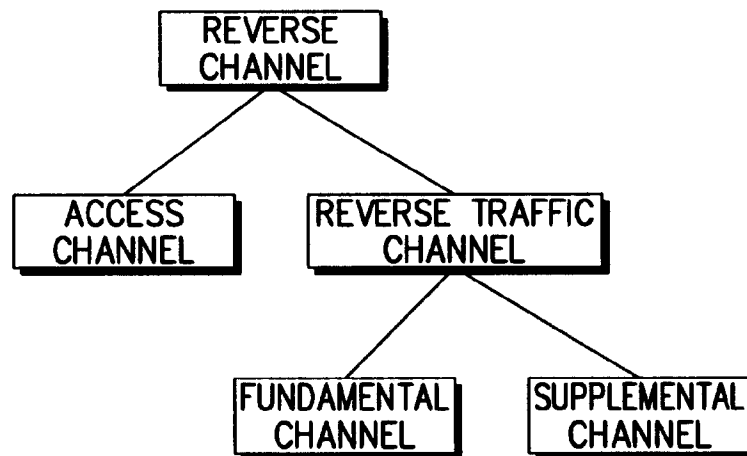 REVERSE
CHANNEL
ACCESS
CHANNEL
REVERSE TRAFFIC
CHANNEL
FUNDAMENTAL
CHANNEL
SUPPLEMENTAL
CHANNEL